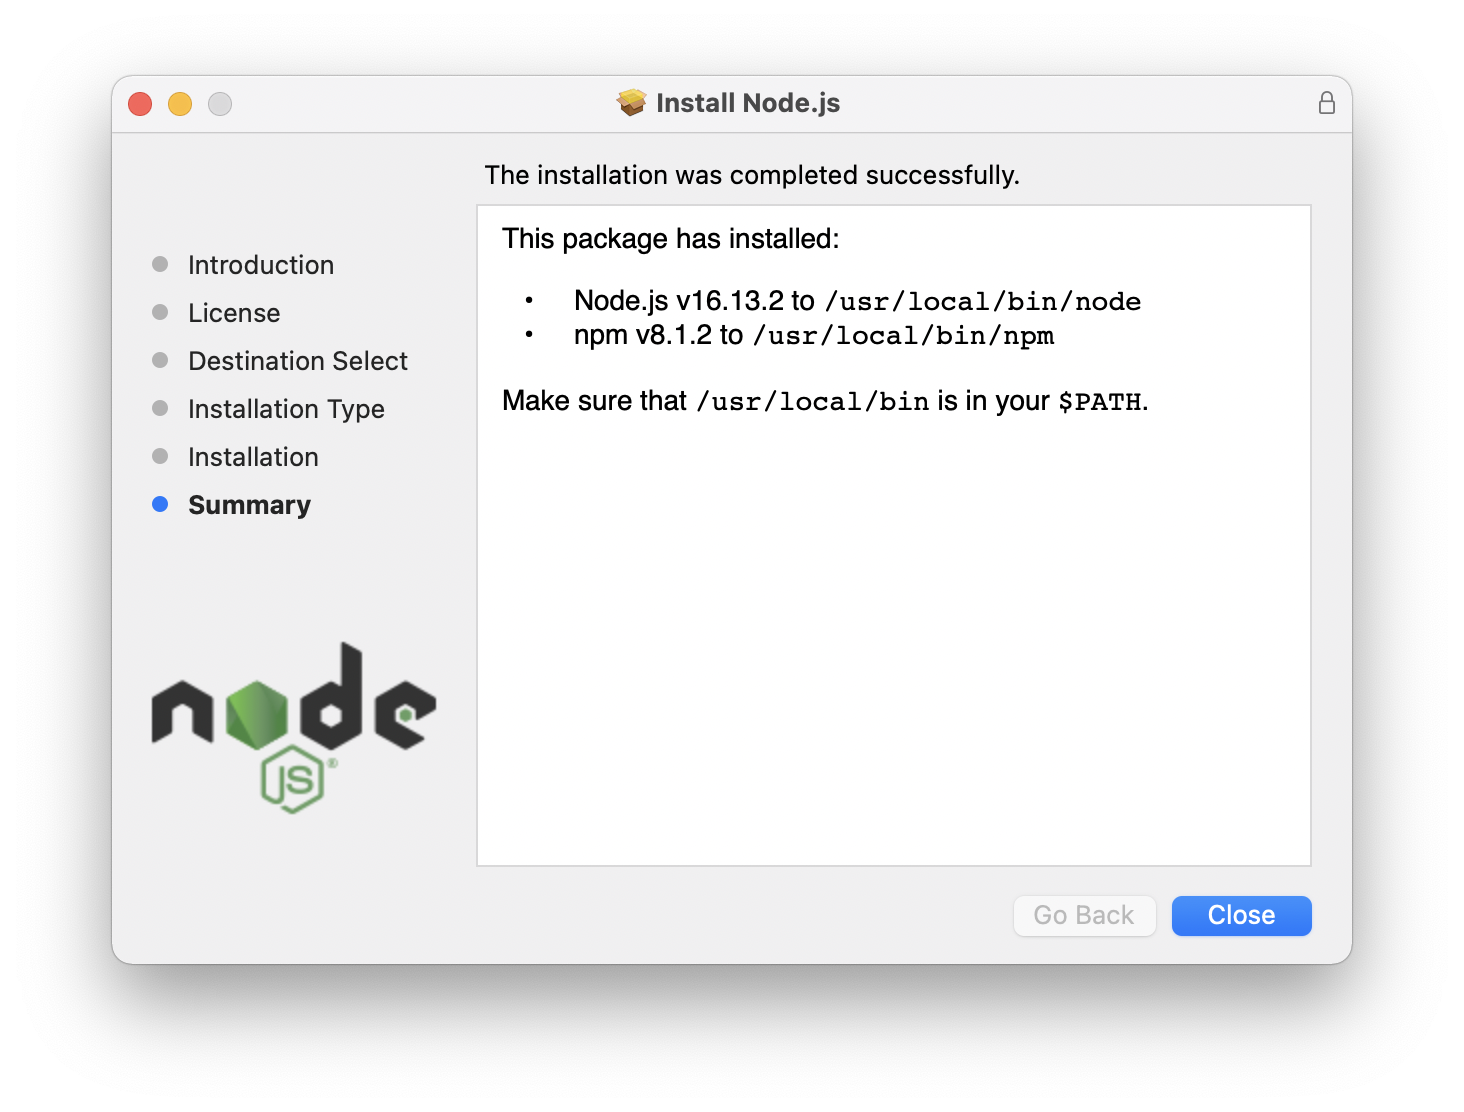 Install Node.js
The installation was completed successfully.
Introduction
License
Destination Select
Installation Type
Installation
Summary
This package has installed:
• Node.js v16.13.2 to /usr/local/bin/node
• npm v8.1.2 to /usr/local/bin/npm
Make sure that /usr/local/bin is in your $PATH.
node
JS®
Go Back
Close